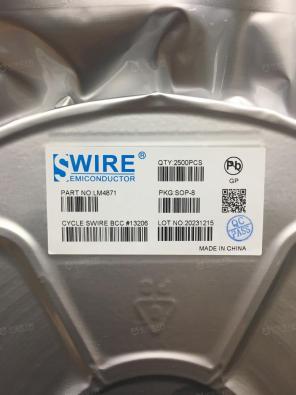 SWIRE®
SEMICONDUCTOR
QTY:2500PCS
Pb
GP
PART NO:LM4871
PKG:SOP-8
CYCLE SWIRE BCC #13206
LOT NO:20231215
QC
PASS
MADE IN CHINA